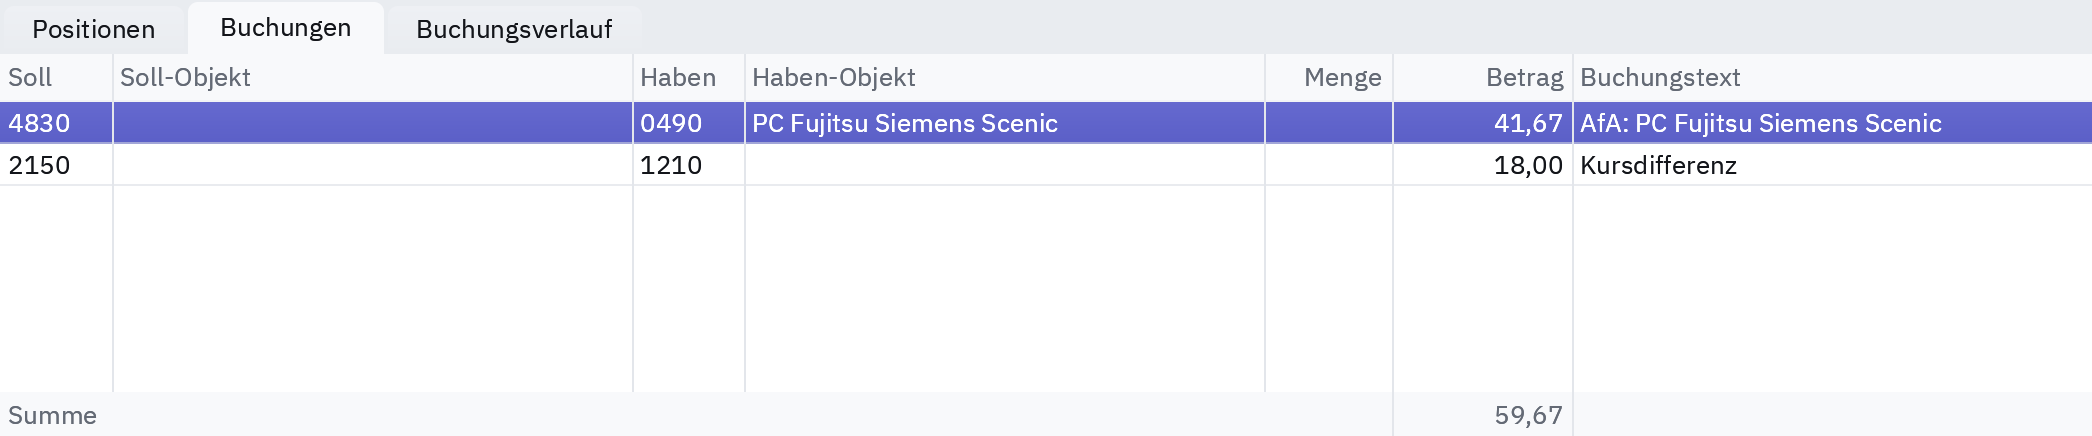 Positionen Buchungen Buchungsverlauf
Soll Soll-Objekt Haben Haben-Objekt Menge Betrag Buchungstext
4830 0490 PC Fujitsu Siemens Scenic 41,67 AfA: PC Fujitsu Siemens Scenic
2150 1210 18,00 Kursdifferenz
Summe 59,67